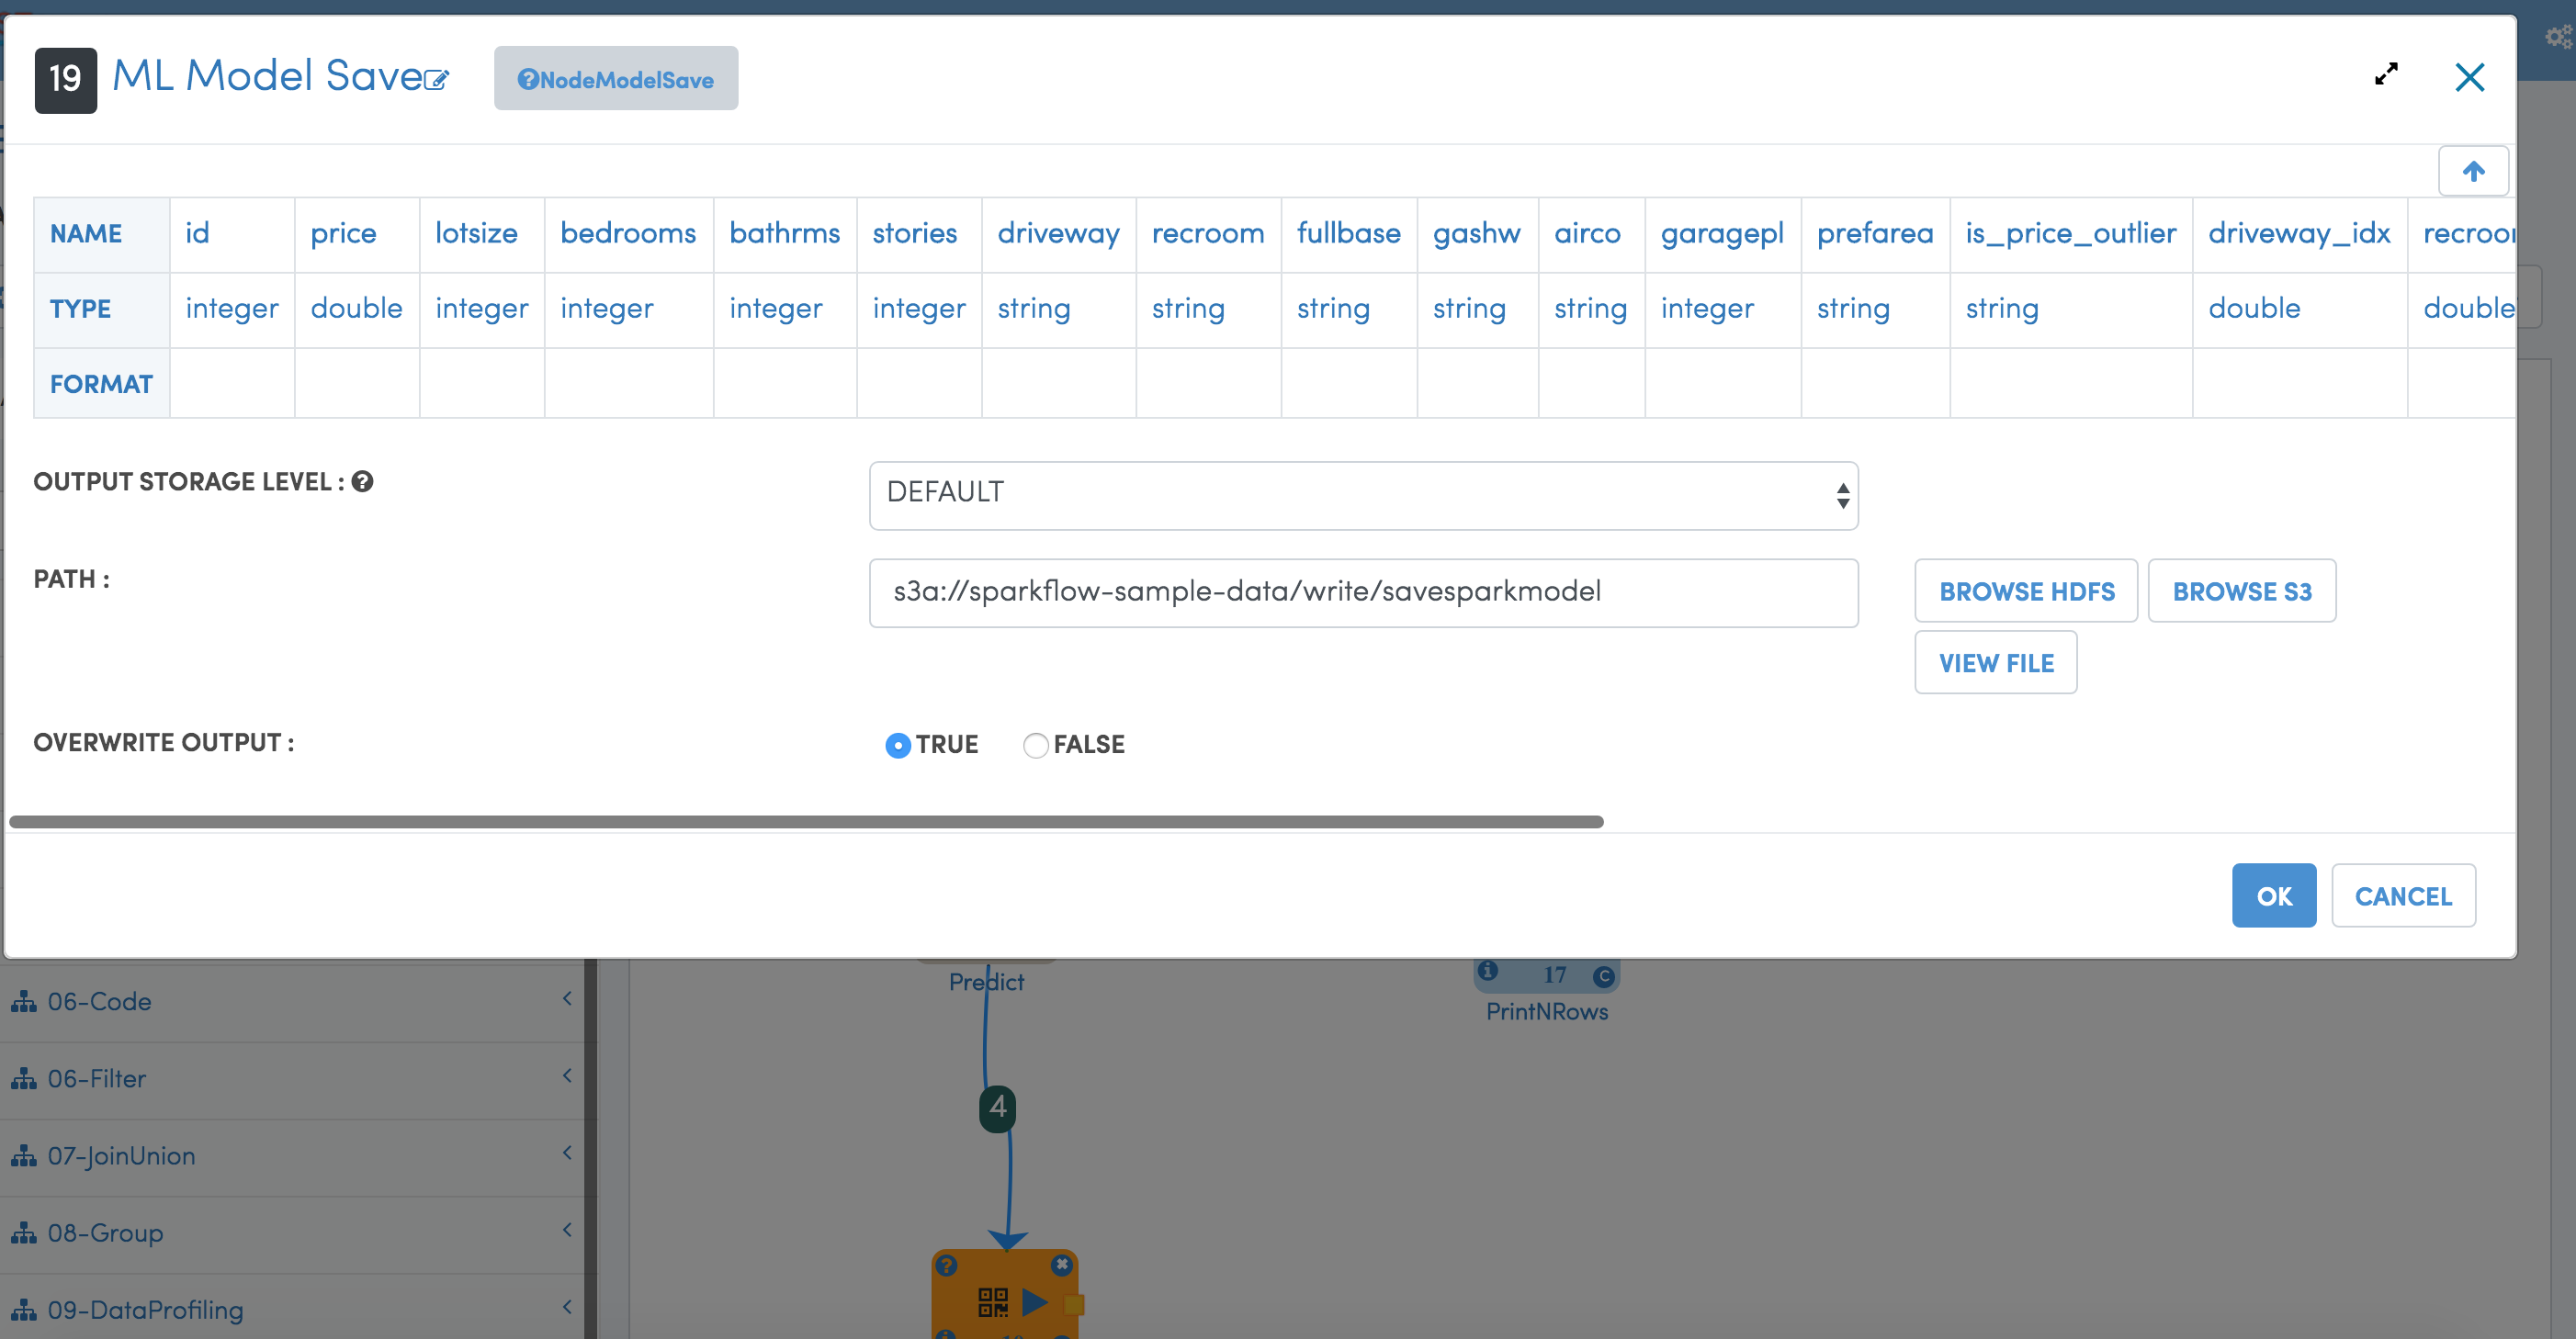 19 ML Model Save NodeModelSave
NAME id price lotsize bedrooms bathrms stories driveway recroom fullbase gashw airco garagepl prefarea is_price_outlier driveway_idx
TYPE integer double integer integer integer integer string string string string string integer string string double double
FORMAT
OUTPUT STORAGE LEVEL :
DEFAULT
PATH :
s3a://sparkflow-sample-data/write/savesparkmodel
BROWSE HDFS BROWSE S3
VIEW FILE
OVERWRITE OUTPUT :
TRUE FALSE
OK CANCEL
Predict
17
PrintNRows
06-Code
4
06-Filter
07-JoinUnion
08-Group
09-DataProfiling